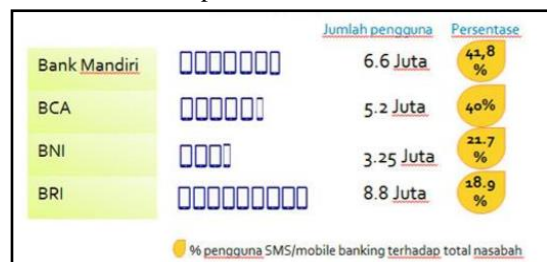 Jumlah pengguna Persentase
Bank Mandiri 6.6 Juta 41,8 %
BCA 5.2 Juta 40%
BNI 3.25 Juta 21.7 %
BRI 8.8 Juta 18.9 %
% pengguna SMS/mobile banking terhadap total nasabah